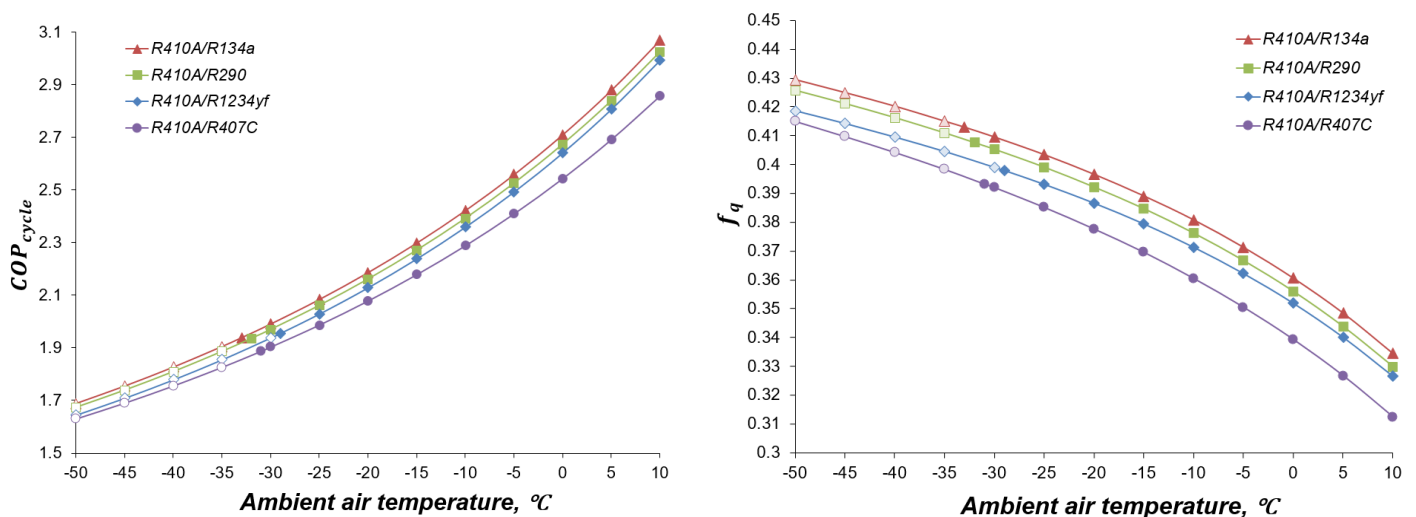 3.1
2.9
2.7
2.5
2.3
2.1
1.9
1.7
1.5
COP_cycle
R410A/R134a
R410A/R290
R410A/R1234yf
R410A/R407C
-50 -45 -40 -35 -30 -25 -20 -15 -10 -5 0 5 10
Ambient air temperature, °C
0.45
0.44
0.43
0.42
0.41
0.4
0.39
0.38
0.37
0.36
0.35
0.34
0.33
0.32
0.31
0.3
f_q
R410A/R134a
R410A/R290
R410A/R1234yf
R410A/R407C
-50 -45 -40 -35 -30 -25 -20 -15 -10 -5 0 5 10
Ambient air temperature, °C